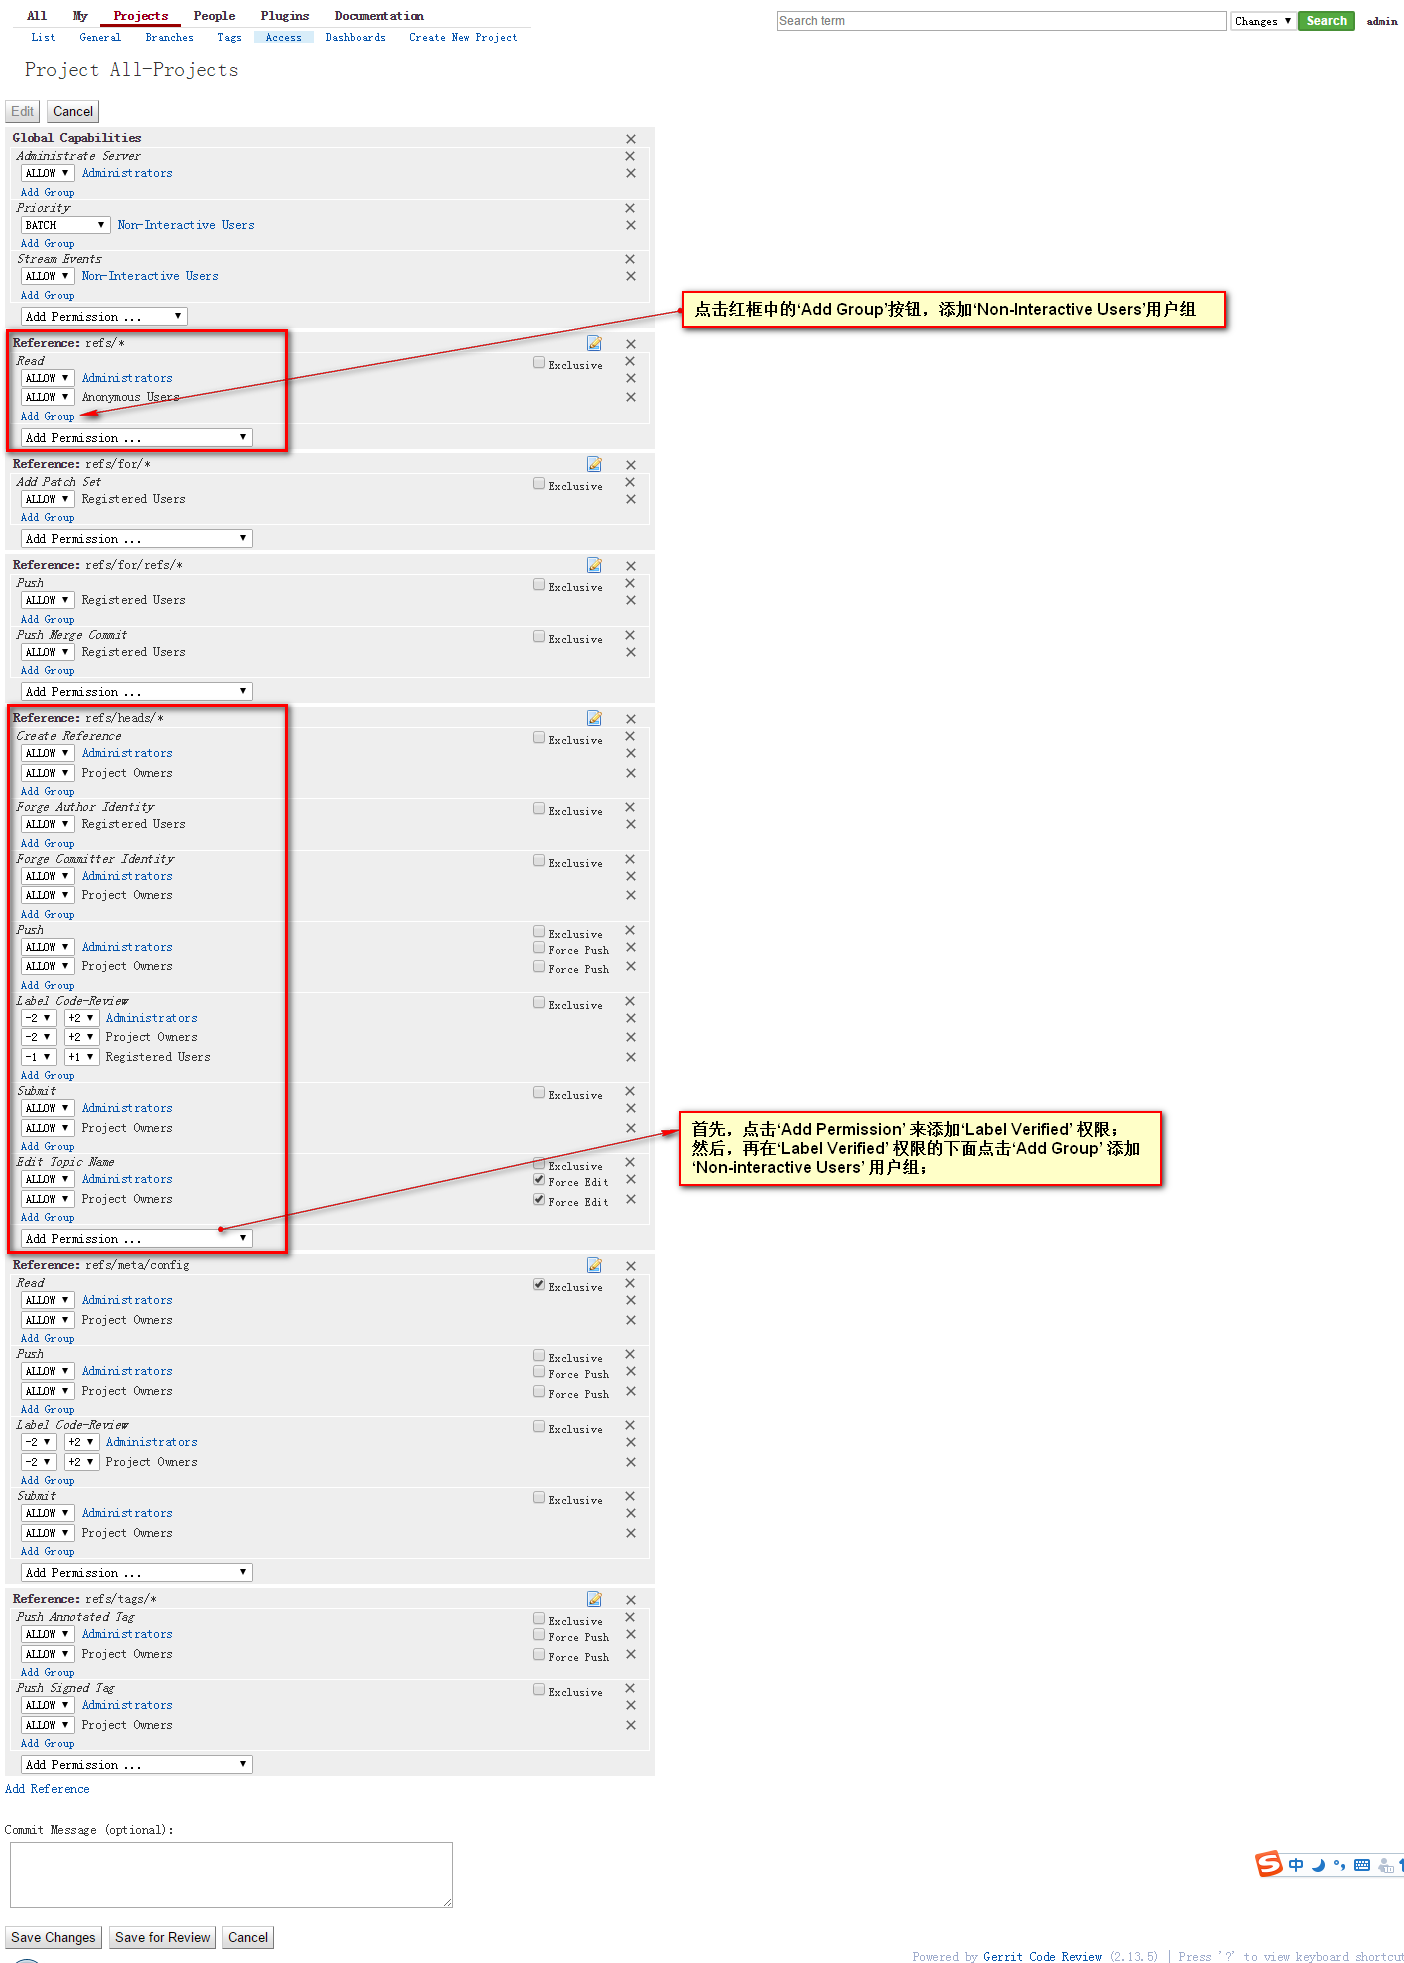 All My Projects People Plugins Documentation
Search term Changes Search admin
List General Branches Tags Access Dashboards Create New Project
Project All-Projects
Edit Cancel
Global Capabilities
Administrate Server
ALLOW Administrators
Add Group
Priority
BATCH Non-Interactive Users
Add Group
Stream Events
ALLOW Non-Interactive Users
Add Group
Add Permission ...
点击红框中的‘Add Group’按钮，添加‘Non-Interactive Users’用户组
Reference: refs/*
Read Exclusive
ALLOW Administrators
ALLOW Anonymous Users
Add Group
Add Permission ...
Reference: refs/for/*
Add Patch Set Exclusive
ALLOW Registered Users
Add Group
Add Permission ...
Reference: refs/for/refs/*
Push Exclusive
ALLOW Registered Users
Add Group
Push Merge Commit Exclusive
ALLOW Registered Users
Add Group
Add Permission ...
Reference: refs/heads/*
Create Reference Exclusive
ALLOW Administrators
ALLOW Project Owners
Add Group
Forge Author Identity Exclusive
ALLOW Registered Users
Add Group
Forge Committer Identity Exclusive
ALLOW Administrators
ALLOW Project Owners
Add Group
Push Exclusive
ALLOW Administrators Force Push
ALLOW Project Owners Force Push
Add Group
Label Code-Review Exclusive
-2 +2 Administrators
-2 +2 Project Owners
-1 +1 Registered Users
Add Group
Submit Exclusive
ALLOW Administrators
ALLOW Project Owners
Add Group
首先，点击‘Add Permission’ 来添加‘Label Verified’ 权限；
然后，再在‘Label Verified’ 权限的下面点击‘Add Group’ 添加
‘Non-interactive Users’ 用户组；
Edit Topic Name Exclusive
ALLOW Administrators Force Edit
ALLOW Project Owners Force Edit
Add Group
Add Permission ...
Reference: refs/meta/config
Read Exclusive
ALLOW Administrators
ALLOW Project Owners
Add Group
Push Exclusive
ALLOW Administrators Force Push
ALLOW Project Owners Force Push
Add Group
Label Code-Review Exclusive
-2 +2 Administrators
-2 +2 Project Owners
Add Group
Submit Exclusive
ALLOW Administrators
ALLOW Project Owners
Add Group
Add Permission ...
Reference: refs/tags/*
Push Annotated Tag Exclusive
ALLOW Administrators Force Push
ALLOW Project Owners Force Push
Add Group
Push Signed Tag Exclusive
ALLOW Administrators
ALLOW Project Owners
Add Group
Add Permission ...
Add Reference
Commit Message (optional):
中
Save Changes Save for Review Cancel
Powered by Gerrit Code Review (2.13.5) | Press '?' to view keyboard shortcut